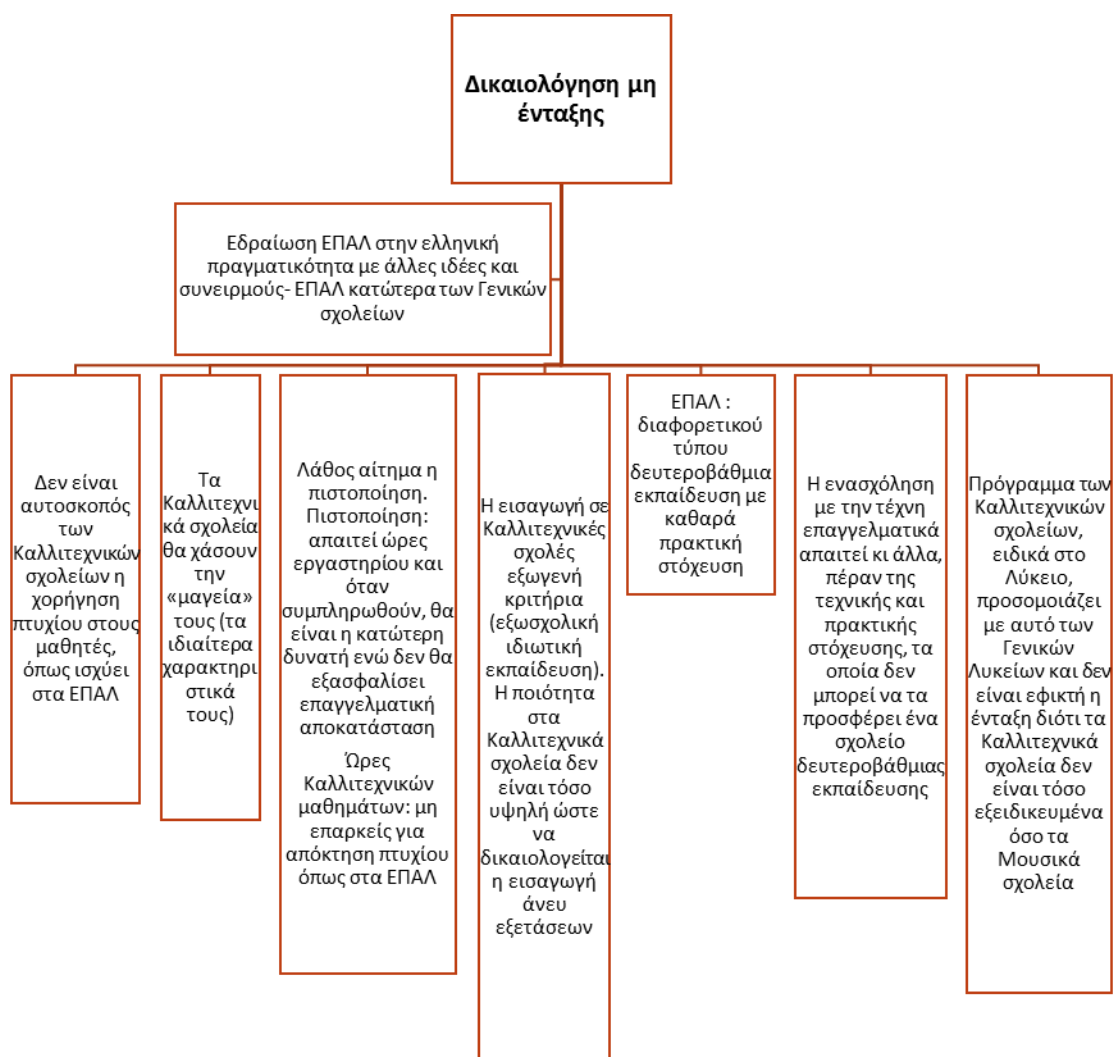 Δικαιολόγηση μη
ένταξης
Εδραίωση ΕΠΑΛ στην ελληνική
πραγματικότητα με άλλες ιδέες και
συνειρμούς- ΕΠΑΛ κατώτερα των Γενικών
σχολείων
Δεν είναι
αυτοσκοπός
των
Καλλιτεχνικών
σχολείων η
χορήγηση
πτυχίου στους
μαθητές,
όπως ισχύει
στα ΕΠΑΛ
Τα
Καλλιτεχνι
κά σχολεία
θα χάσουν
την
«μαγεία»
τους (τα
ιδιαίτερα
χαρακτηρι
στικά
τους)
Λάθος αίτημα η
πιστοποίηση.
Πιστοποίηση:
απαιτεί ώρες
εργαστηρίου και
όταν
συμπληρωθούν, θα
είναι η κατώτερη
δυνατή ενώ δεν θα
εξασφαλίσει
επαγγελματική
αποκατάσταση
Ώρες
Καλλιτεχνικών
μαθημάτων: μη
επαρκείς για
απόκτηση πτυχίου
όπως στα ΕΠΑΛ
Η εισαγωγή σε
Καλλιτεχνικές
σχολές
εξωγενή
κριτήρια
(εξωσχολική
ιδιωτική
εκπαίδευση).
Η ποιότητα
στα
Καλλιτεχνικά
σχολεία δεν
είναι τόσο
υψηλή ώστε
να
δικαιολογείται
η εισαγωγή
άνευ
εξετάσεων
ΕΠΑΛ :
διαφορετικού
τύπου
δευτεροβάθμια
εκπαίδευση με
καθαρά
πρακτική
στόχευση
Η ενασχόληση
με την τέχνη
επαγγελματικά
απαιτεί κι άλλα,
πέραν της
τεχνικής και
πρακτικής
στόχευσης, τα
οποία δεν
μπορεί να τα
προσφέρει ένα
σχολείο
δευτεροβάθμιας
εκπαίδευσης
Πρόγραμμα των
Καλλιτεχνικών
σχολείων,
ειδικά στο
Λύκειο,
προσομοιάζει
με αυτό των
Γενικών
Λυκείων και δεν
είναι εφικτή η
ένταξη διότι τα
Καλλιτεχνικά
σχολεία δεν
είναι τόσο
εξειδικευμένα
όσο τα
Μουσικά
σχολεία